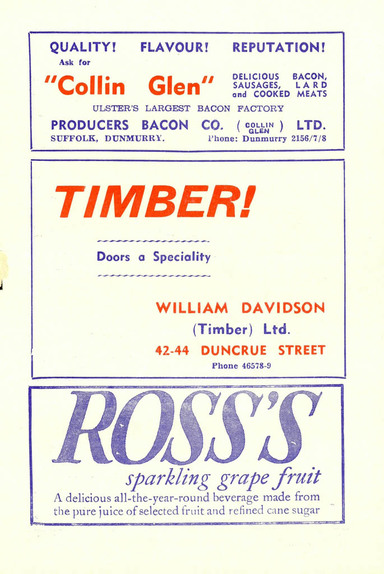 QUALITY! FLAVOUR! REPUTATION!
Ask for
"Collin Glen"
DELICIOUS BACON,
SAUSAGES, LARD
and COOKED MEATS
ULSTER'S LARGEST BACON FACTORY
PRODUCERS BACON CO. (COLLIN GLEN) LTD.
SUFFOLK, DUNMURRY. Phone: Dunmurry 2156/7/8
TIMBER!
Doors a Speciality
WILLIAM DAVIDSON
(Timber) Ltd.
42-44 DUNCRUE STREET
Phone 46578-9
ROSS'S
sparkling grape fruit
A delicious all-the-year-round beverage made from
the pure juice of selected fruit and refined cane sugar